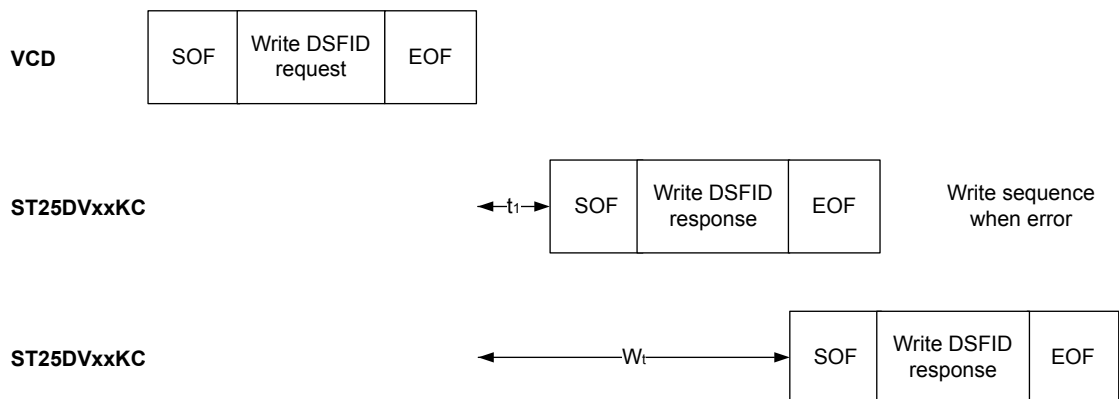 VCD
SOF
Write DSFID
request
EOF
ST25DVxxKC
t1
SOF
Write DSFID
response
EOF
Write sequence
when error
ST25DVxxKC
Wt
SOF
Write DSFID
response
EOF